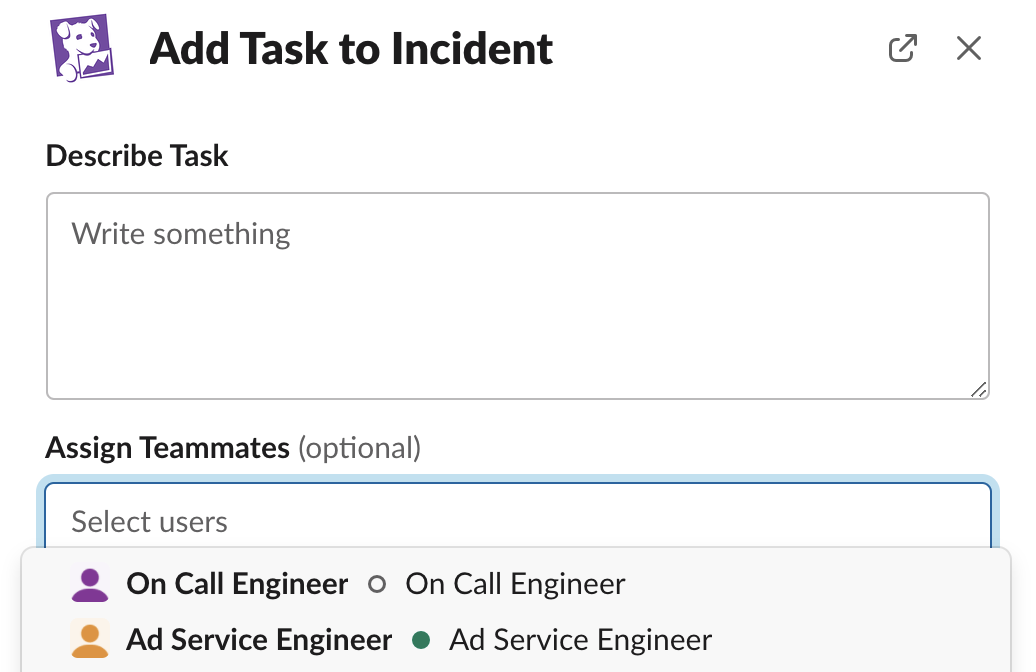 Add Task to Incident
Describe Task
Write something
Assign Teammates (optional)
Select users
On Call Engineer On Call Engineer
Ad Service Engineer Ad Service Engineer